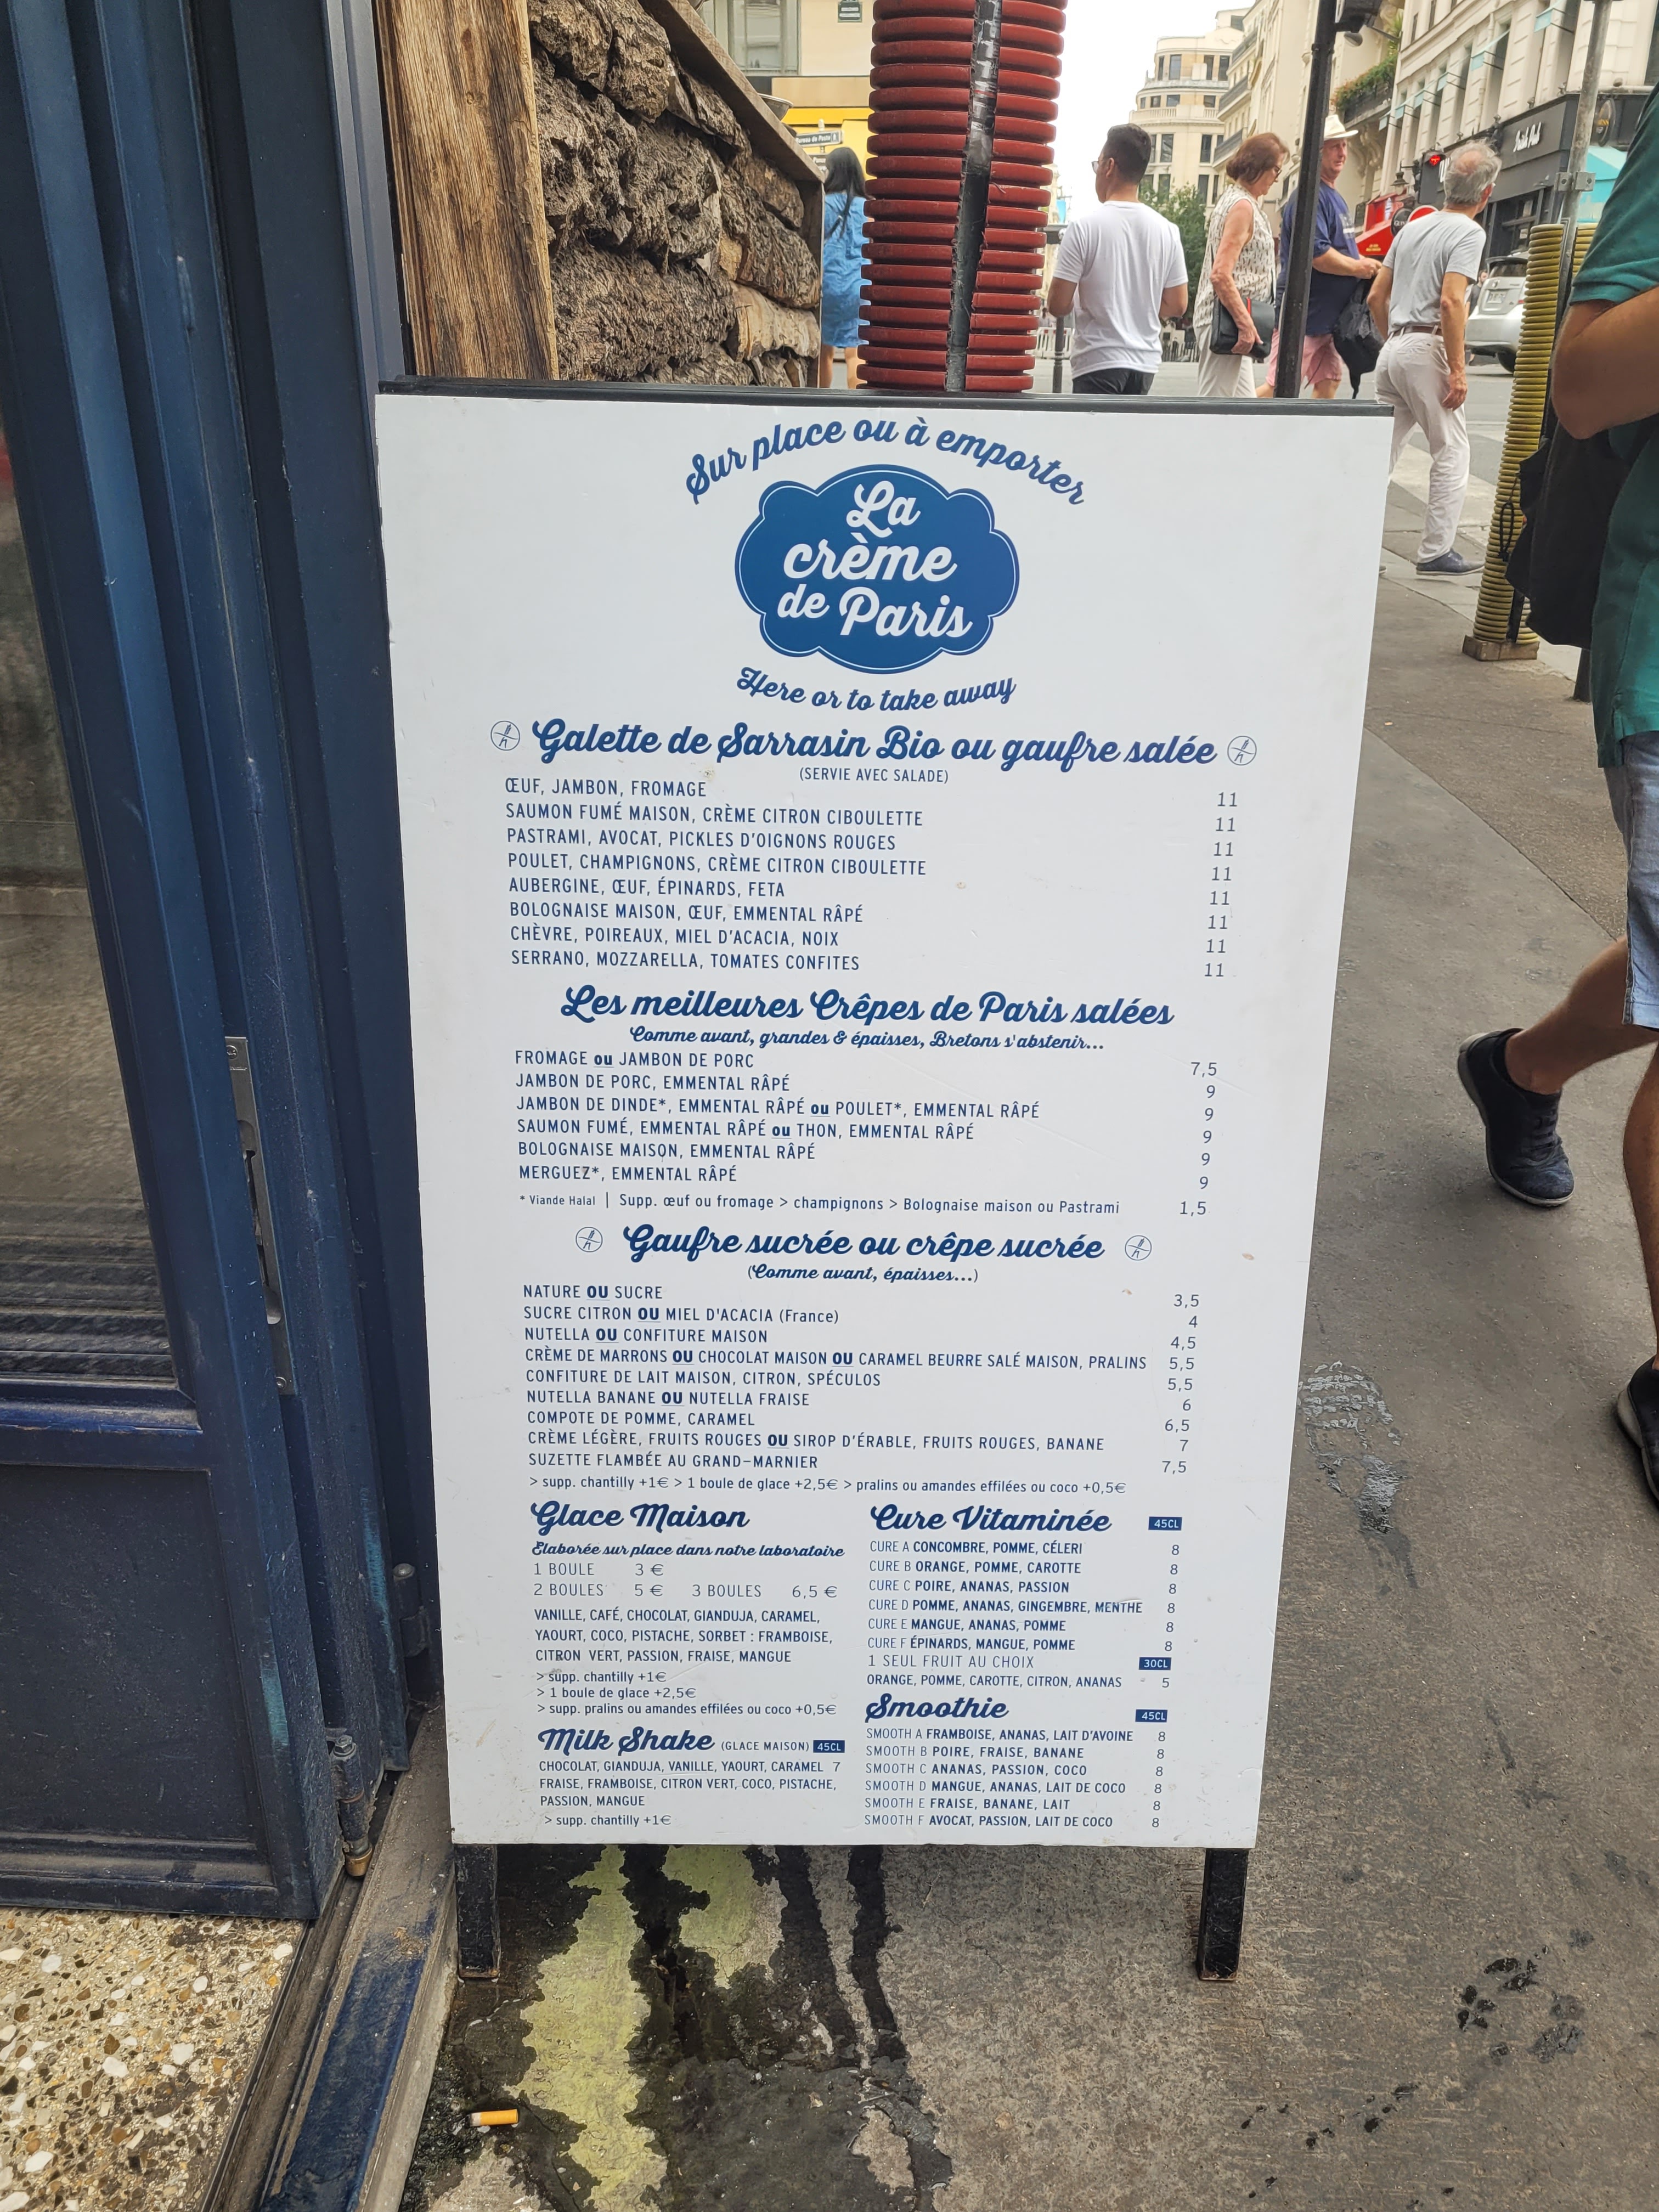 Sur place ou à emporter
La
crème
de Paris
Here or to take away
Galette de Sarrasin Bio ou gaufre salée
(SERVIE AVEC SALADE)
ŒUF, JAMBON, FROMAGE 11
SAUMON FUMÉ MAISON, CRÈME CITRON CIBOULETTE 11
PASTRAMI, AVOCAT, PICKLES D'OIGNONS ROUGES 11
POULET, CHAMPIGNONS, CRÈME CITRON CIBOULETTE 11
AUBERGINE, ŒUF, ÉPINARDS, FETA 11
BOLOGNAISE MAISON, ŒUF, EMMENTAL RÂPÉ 11
CHÈVRE, POIREAUX, MIEL D'ACACIA, NOIX 11
SERRANO, MOZZARELLA, TOMATES CONFITES 11
Les meilleures Crêpes de Paris salées
Comme avant, grandes & épaisses, Bretons s'abstenir...
FROMAGE ou JAMBON DE PORC 7,5
JAMBON DE PORC, EMMENTAL RÂPÉ 9
JAMBON DE DINDE*, EMMENTAL RÂPÉ ou POULET*, EMMENTAL RÂPÉ 9
SAUMON FUMÉ, EMMENTAL RÂPÉ ou THON, EMMENTAL RÂPÉ 9
BOLOGNAISE MAISON, EMMENTAL RÂPÉ 9
MERGUEZ*, EMMENTAL RÂPÉ 9
* Viande Halal | Supp. œuf ou fromage > champignons > Bolognaise maison ou Pastrami 1,5
Gaufre sucrée ou crêpe sucrée
(Comme avant, épaisses...)
NATURE OU SUCRE 3,5
SUCRE CITRON OU MIEL D'ACACIA (France) 4
NUTELLA OU CONFITURE MAISON 4,5
CRÈME DE MARRONS OU CHOCOLAT MAISON OU CARAMEL BEURRE SALÉ MAISON, PRALINS 5,5
CONFITURE DE LAIT MAISON, CITRON, SPÉCULOS 5,5
NUTELLA BANANE OU NUTELLA FRAISE 6
COMPOTE DE POMME, CARAMEL 6,5
CRÈME LÉGÈRE, FRUITS ROUGES OU SIROP D'ÉRABLE, FRUITS ROUGES, BANANE 7
SUZETTE FLAMBÉE AU GRAND-MARNIER 7,5
> supp. chantilly +1€ > 1 boule de glace +2,5€ > pralins ou amandes effilées ou coco +0,5€
Glace Maison
Élaborée sur place dans notre laboratoire
1 BOULE 3 €
2 BOULES 5 € 3 BOULES 6,5 €
VANILLE, CAFÉ, CHOCOLAT, GIANDUJA, CARAMEL,
YAOURT, COCO, PISTACHE, SORBET : FRAMBOISE,
CITRON VERT, PASSION, FRAISE, MANGUE
> supp. chantilly +1€
> 1 boule de glace +2,5€
> supp. pralins ou amandes effilées ou coco +0,5€
Milk Shake (GLACE MAISON) 45CL
CHOCOLAT, GIANDUJA, VANILLE, YAOURT, CARAMEL 7
FRAISE, FRAMBOISE, CITRON VERT, COCO, PISTACHE,
PASSION, MANGUE
> supp. chantilly +1€
Cure Vitaminée 45CL
CURE A CONCOMBRE, POMME, CÉLERI 8
CURE B ORANGE, POMME, CAROTTE 8
CURE C POIRE, ANANAS, PASSION 8
CURE D POMME, ANANAS, GINGEMBRE, MENTHE 8
CURE E MANGUE, ANANAS, POMME 8
CURE F ÉPINARDS, MANGUE, POMME 8
1 SEUL FRUIT AU CHOIX 30CL
ORANGE, POMME, CAROTTE, CITRON, ANANAS 5
Smoothie 45CL
SMOOTH A FRAMBOISE, ANANAS, LAIT D'AVOINE 8
SMOOTH B POIRE, FRAISE, BANANE 8
SMOOTH C ANANAS, PASSION, COCO 8
SMOOTH D MANGUE, ANANAS, LAIT DE COCO 8
SMOOTH E FRAISE, BANANE, LAIT 8
SMOOTH F AVOCAT, PASSION, LAIT DE COCO 8